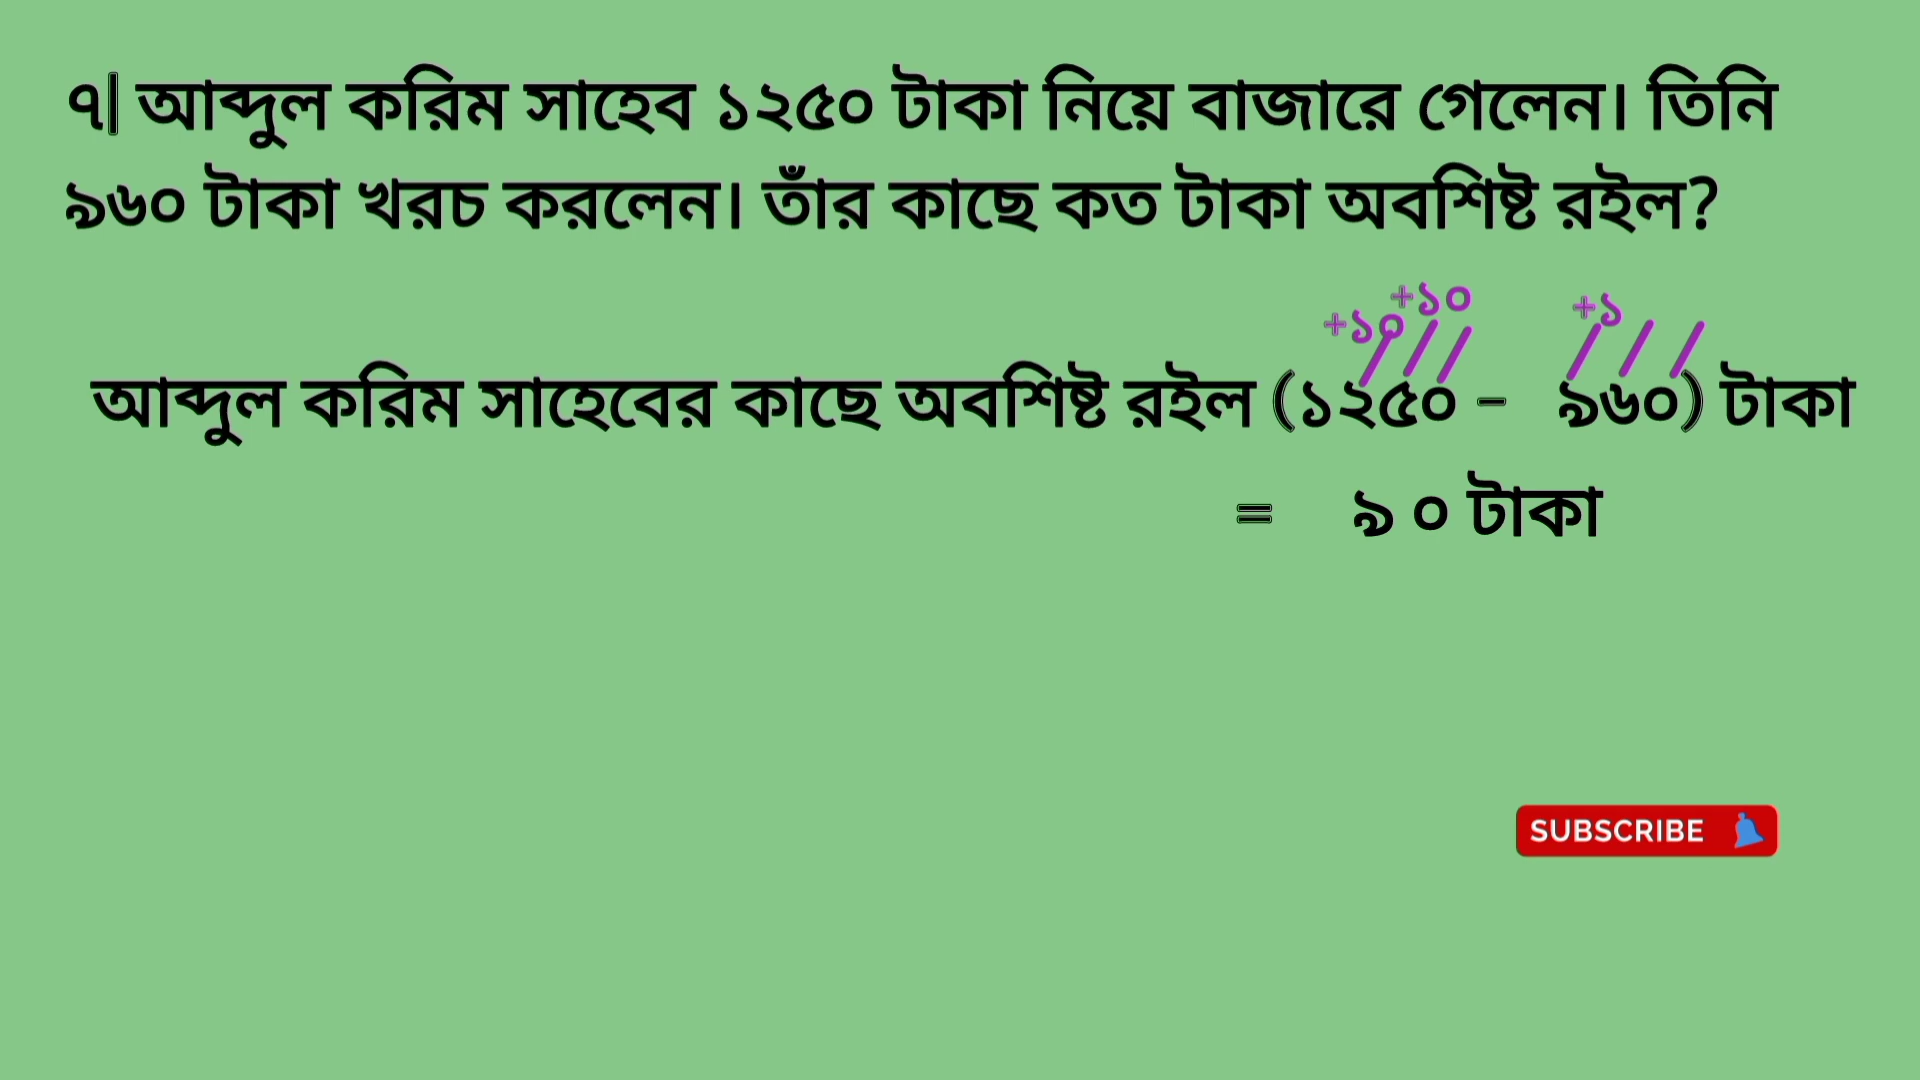 ৭| আব্দুল করিম সাহেব ১২৫০ টাকা নিয়ে বাজারে গেলেন। তিনি
৯৬০ টাকা খরচ করলেন। তাঁর কাছে কত টাকা অবশিষ্ট রইল?
+১০ +১০ +১
আব্দুল করিম সাহেবের কাছে অবশিষ্ট রইল (১২৫০ - ৯৬০) টাকা
= ৯ ০ টাকা
SUBSCRIBE